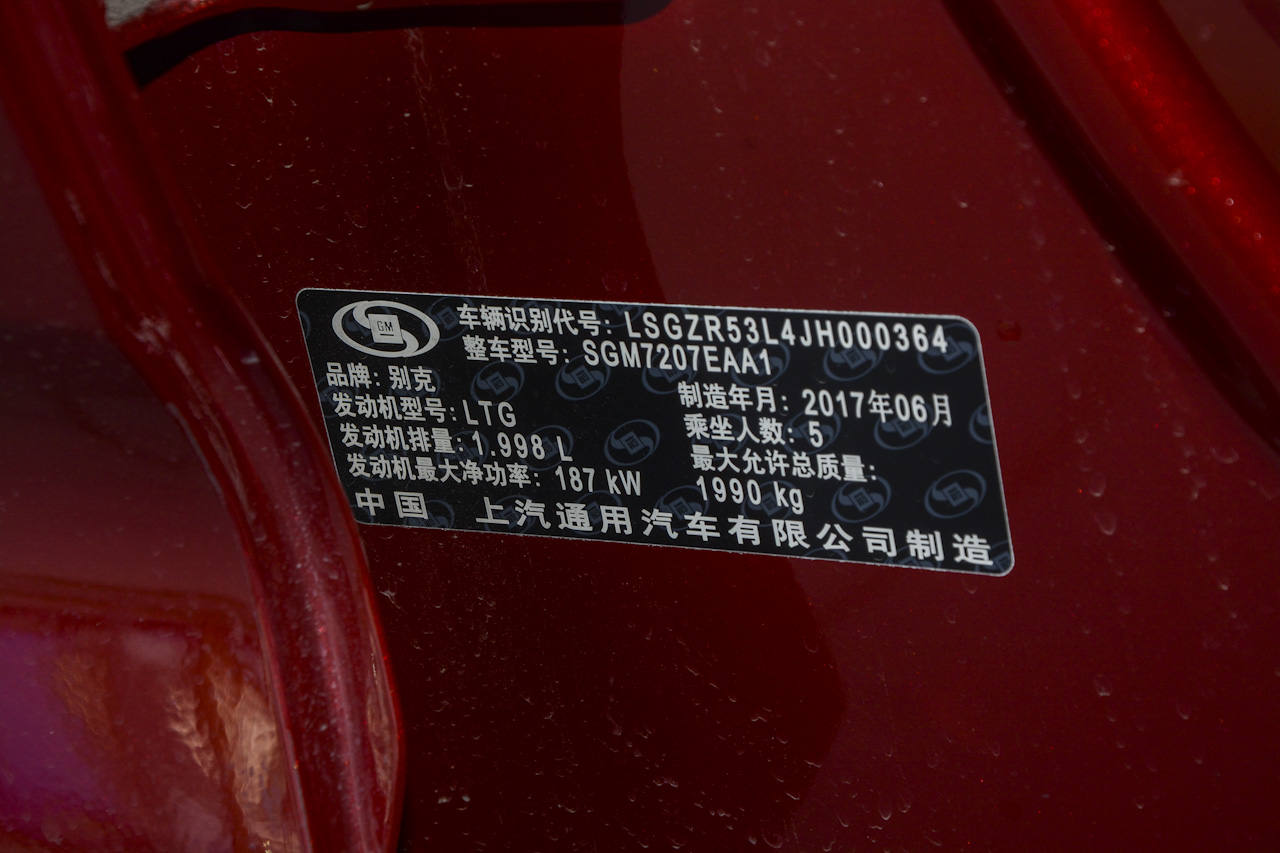 GM
车辆识别代号: LSGZR53L4JH000364
整车型号: SGM7207EAA1
品牌: 别克
制造年月: 2017年06月
发动机型号: LTG
乘坐人数: 5
发动机排量: 1.998 L
最大允许总质量:
发动机最大净功率: 187 kW
1990 kg
中国 上汽通用汽车有限公司制造